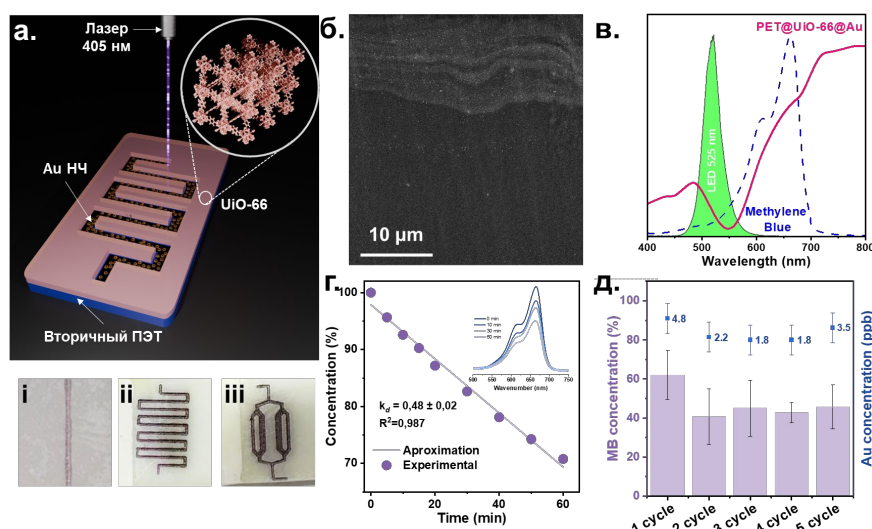 а.
Лазер
405 нм
Au НЧ
UiO-66
Вторичный ПЭТ
i
ii
iii
б.
10 µm
в.
PET@UiO-66@Au
LED 525 nm
Methylene
Blue
400 500 600 700 800
Wavelength (nm)
г.
Concentration (%)
100
90
80
70
0 min
10 min
30 min
60 min
500 550 600 650 700 750
Wavenumber (nm)
k_d = 0,48 ± 0,02
R²=0,987
Aproximation
Experimental
0 10 20 30 40 50 60
Time (min)
д.
MB Concentration (%)
100
80
60
40
20
0
4.8
2.2
1.8
1.8
3.5
Au concentration (ppb)
1 cycle
2 cycle
3 cycle
4 cycle
5 cycle